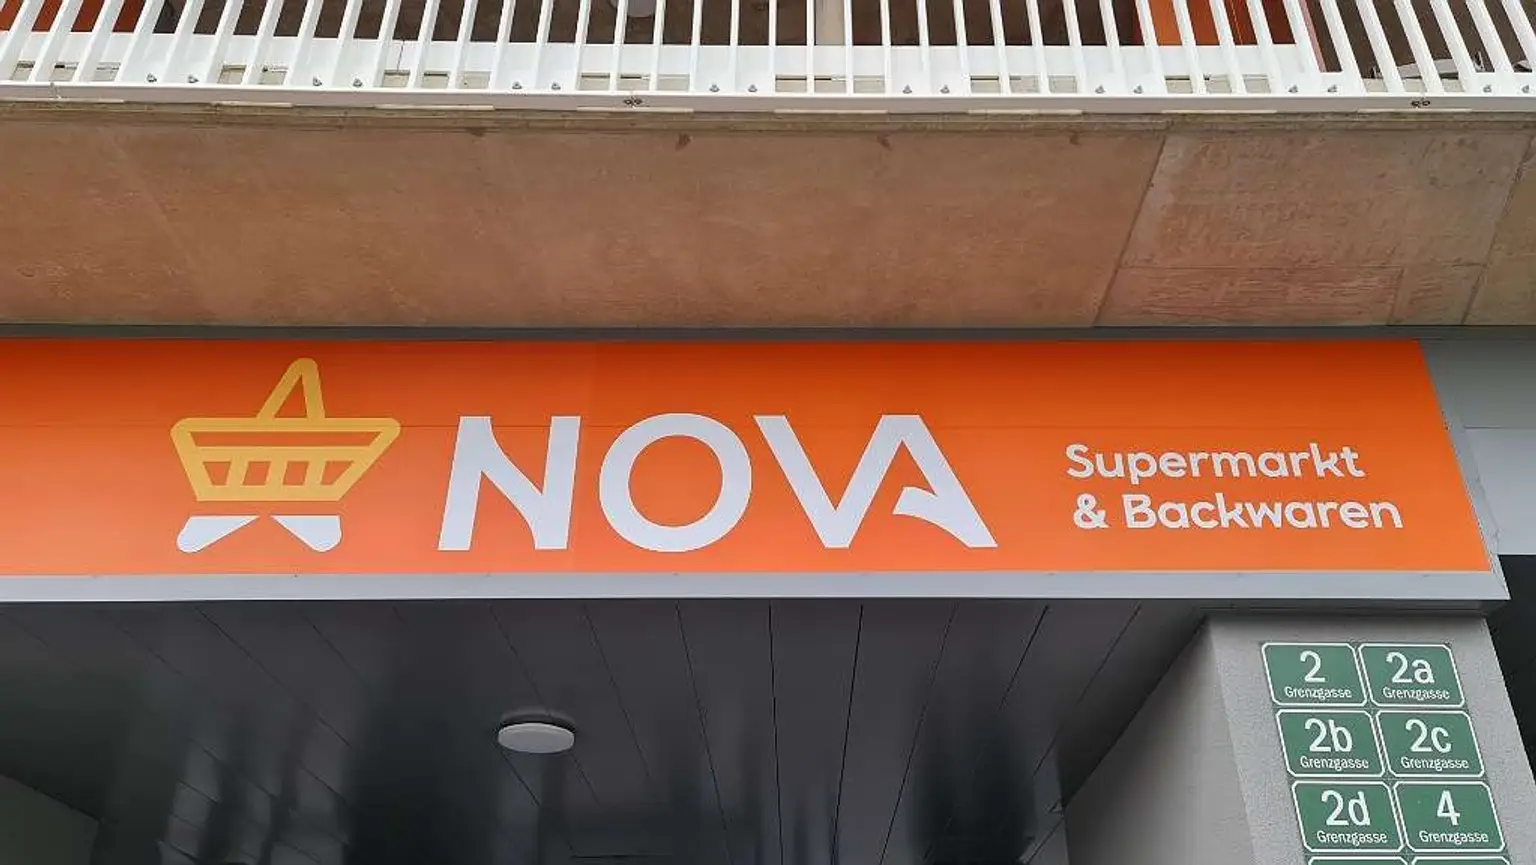 NOVA
Supermarkt
& Backwaren
2
Grenzgasse
2a
Grenzgasse
2b
Grenzgasse
2c
Grenzgasse
2d
Grenzgasse
4
Grenzgasse